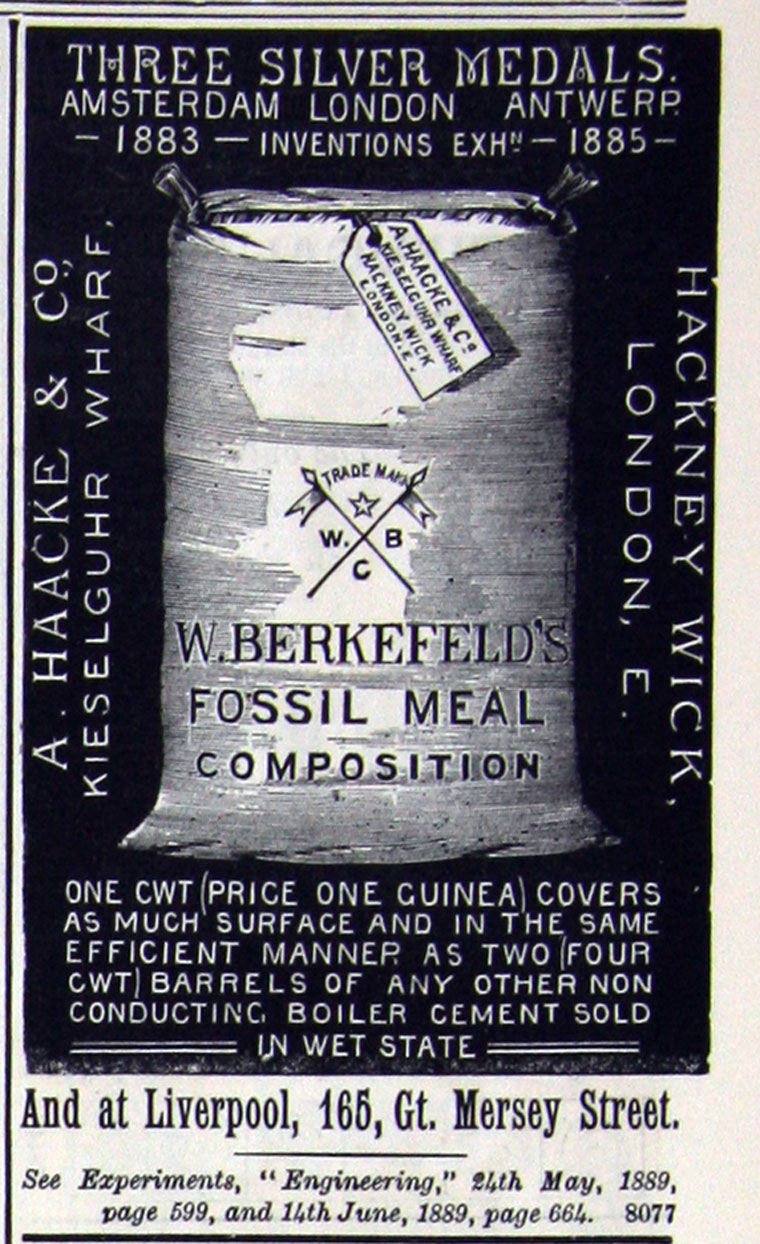 THREE SILVER MEDALS.
AMSTERDAM LONDON ANTWERP.
– 1883 – INVENTIONS EXHN – 1885 –
A. HAACKE & CO.,
KIESELGUHR WHARF,
HACKNEY WICK,
LONDON, E.
A. HAACKE & Co
KIESELGUHR WHARF
HACKNEY WICK
LONDON. E.
TRADE MARK
W. B
C
W. BERKEFELD'S
FOSSIL MEAL
COMPOSITION
ONE CWT (PRICE ONE GUINEA) COVERS
AS MUCH SURFACE AND IN THE SAME
EFFICIENT MANNER AS TWO (FOUR
CWT) BARRELS OF ANY OTHER NON
CONDUCTING BOILER CEMENT SOLD
IN WET STATE
And at Liverpool, 165, Gt. Mersey Street.
See Experiments, "Engineering," 24th May, 1889,
page 599, and 14th June, 1889, page 664. 8077